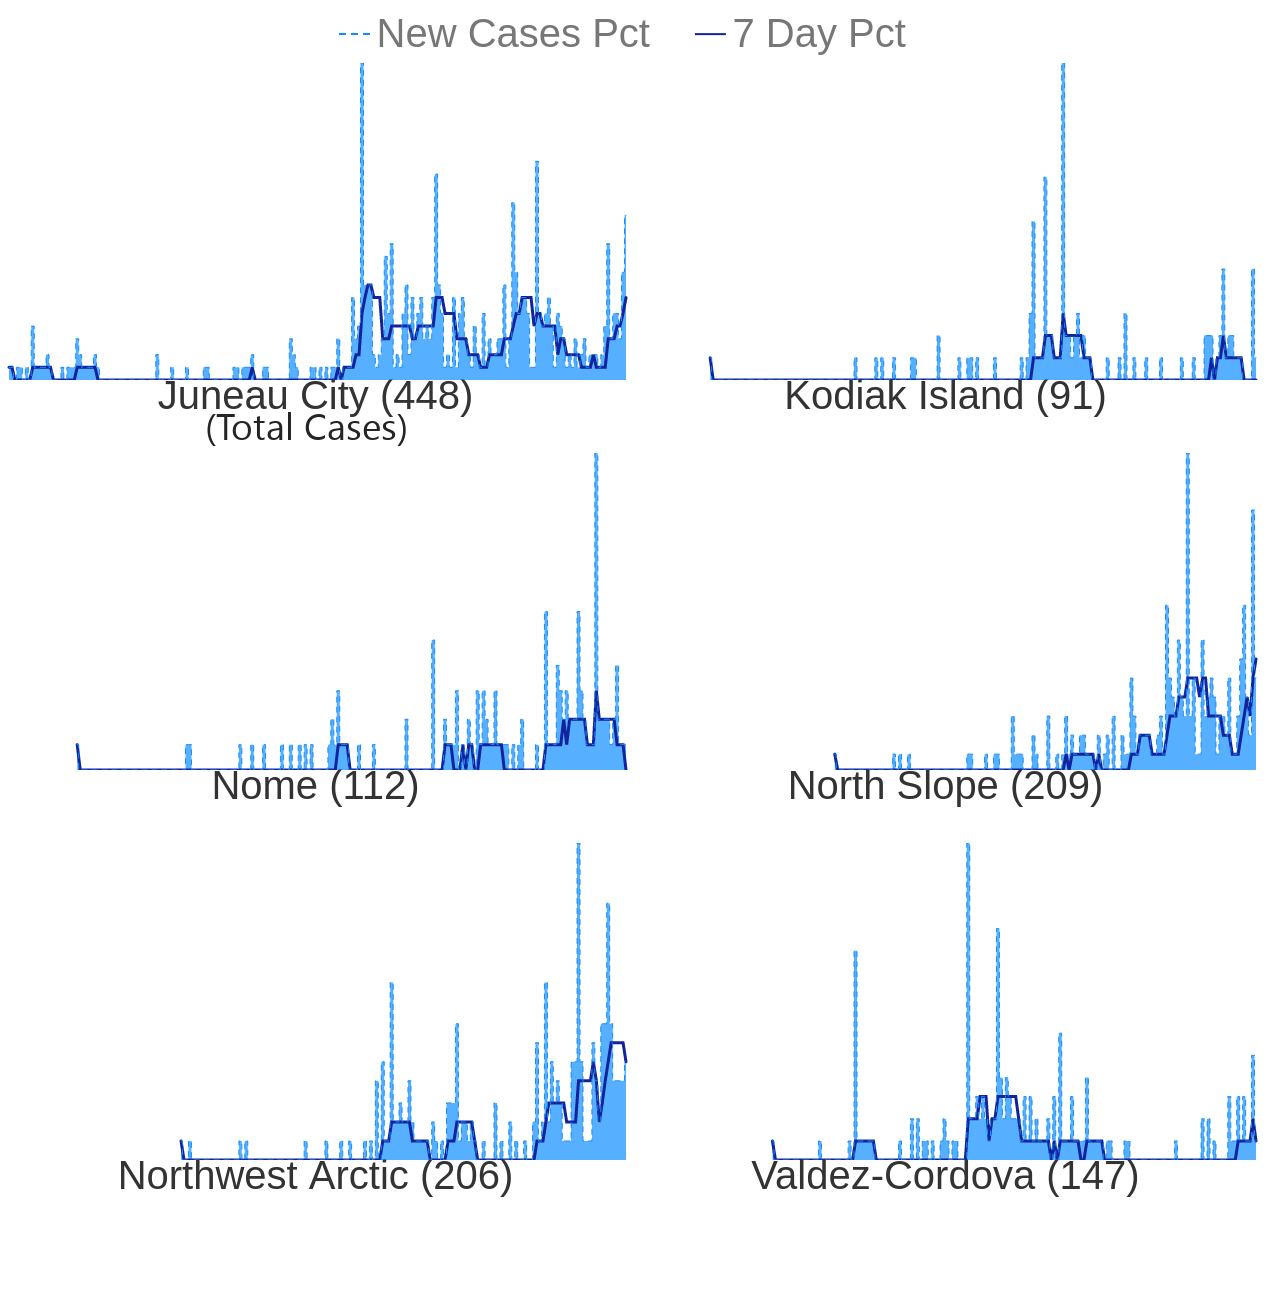 New Cases Pct 7 Day Pct
Juneau City (448)
(Total Cases)
Kodiak Island (91)
Nome (112)
North Slope (209)
Northwest Arctic (206)
Valdez-Cordova (147)